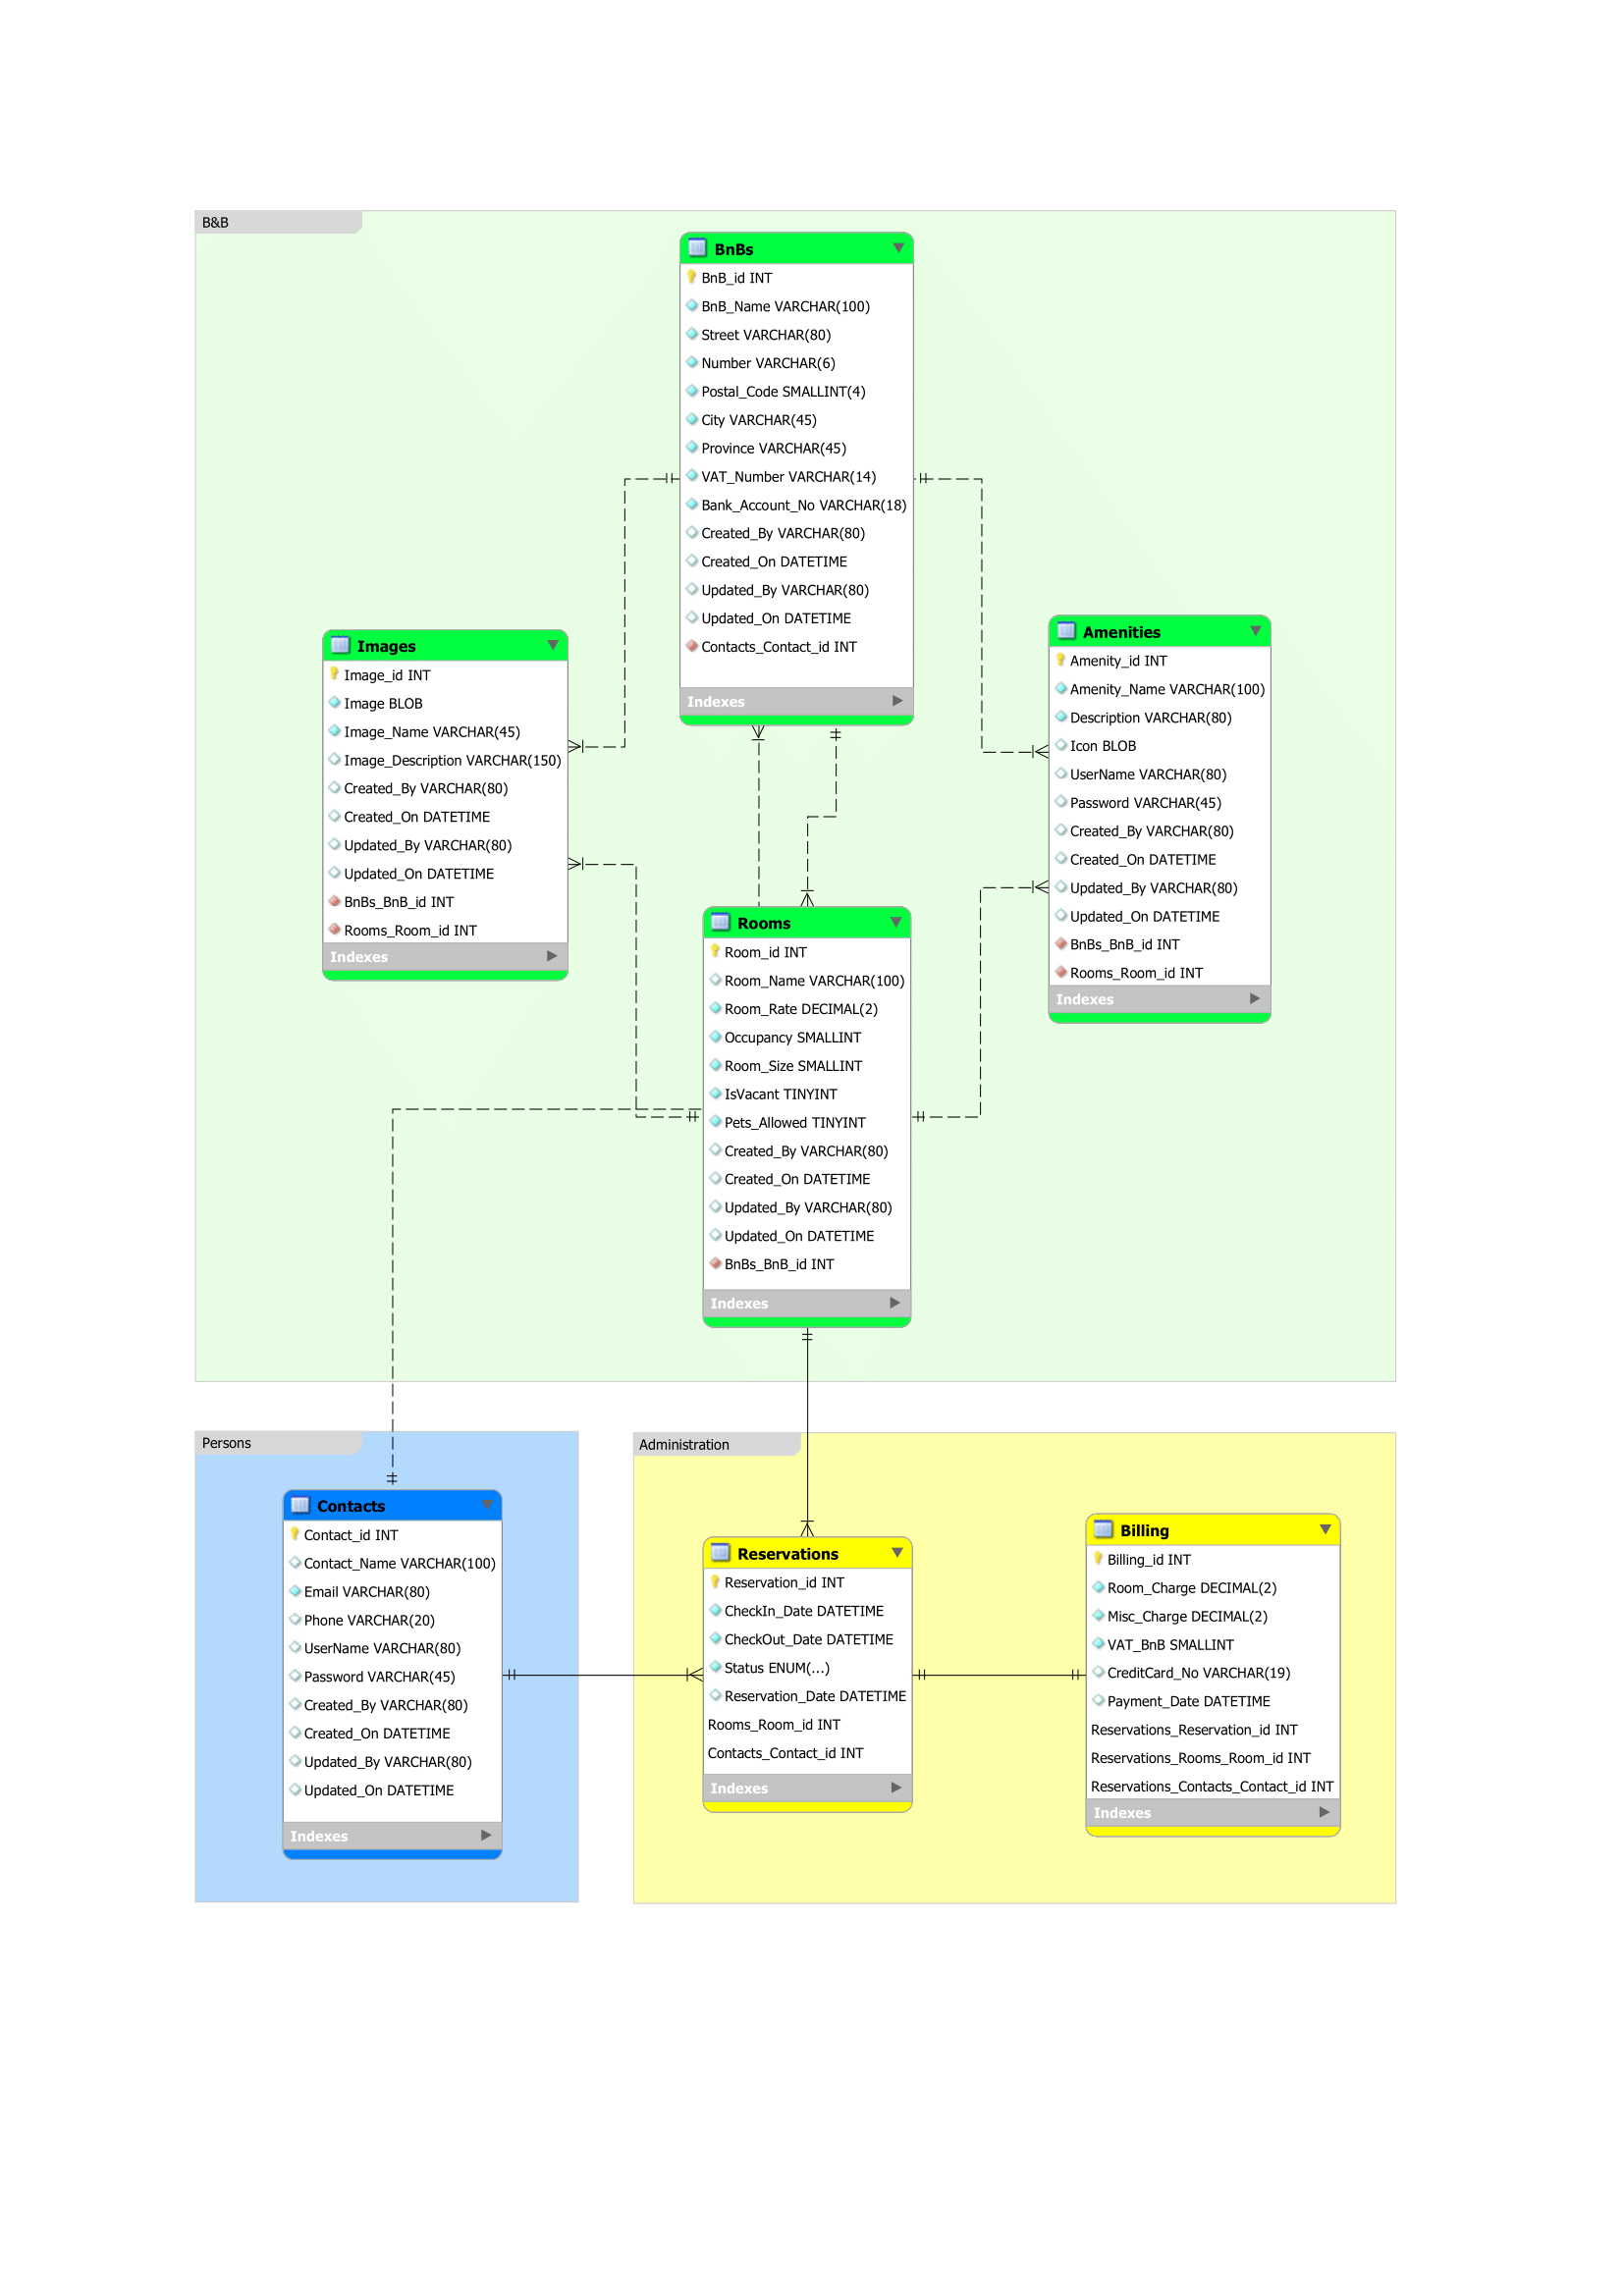 B&B
BnBs
BnB_id INT
BnB_Name VARCHAR(100)
Street VARCHAR(80)
Number VARCHAR(6)
Postal_Code SMALLINT(4)
City VARCHAR(45)
Province VARCHAR(45)
VAT_Number VARCHAR(14)
Bank_Account_No VARCHAR(18)
Created_By VARCHAR(80)
Created_On DATETIME
Updated_By VARCHAR(80)
Updated_On DATETIME
Contacts_Contact_id INT
Indexes
Images
Image_id INT
Image BLOB
Image_Name VARCHAR(45)
Image_Description VARCHAR(150)
Created_By VARCHAR(80)
Created_On DATETIME
Updated_By VARCHAR(80)
Updated_On DATETIME
BnBs_BnB_id INT
Rooms_Room_id INT
Indexes
Amenities
Amenity_id INT
Amenity_Name VARCHAR(100)
Description VARCHAR(80)
Icon BLOB
UserName VARCHAR(80)
Password VARCHAR(45)
Created_By VARCHAR(80)
Created_On DATETIME
Updated_By VARCHAR(80)
Updated_On DATETIME
BnBs_BnB_id INT
Rooms_Room_id INT
Indexes
Rooms
Room_id INT
Room_Name VARCHAR(100)
Room_Rate DECIMAL(2)
Occupancy SMALLINT
Room_Size SMALLINT
IsVacant TINYINT
Pets_Allowed TINYINT
Created_By VARCHAR(80)
Created_On DATETIME
Updated_By VARCHAR(80)
Updated_On DATETIME
BnBs_BnB_id INT
Indexes
Persons
Contacts
Contact_id INT
Contact_Name VARCHAR(100)
Email VARCHAR(80)
Phone VARCHAR(20)
UserName VARCHAR(80)
Password VARCHAR(45)
Created_By VARCHAR(80)
Created_On DATETIME
Updated_By VARCHAR(80)
Updated_On DATETIME
Indexes
Administration
Reservations
Reservation_id INT
CheckIn_Date DATETIME
CheckOut_Date DATETIME
Status ENUM(...)
Reservation_Date DATETIME
Rooms_Room_id INT
Contacts_Contact_id INT
Indexes
Billing
Billing_id INT
Room_Charge DECIMAL(2)
Misc_Charge DECIMAL(2)
VAT_BnB SMALLINT
CreditCard_No VARCHAR(19)
Payment_Date DATETIME
Reservations_Reservation_id INT
Reservations_Rooms_Room_id INT
Reservations_Contacts_Contact_id INT
Indexes